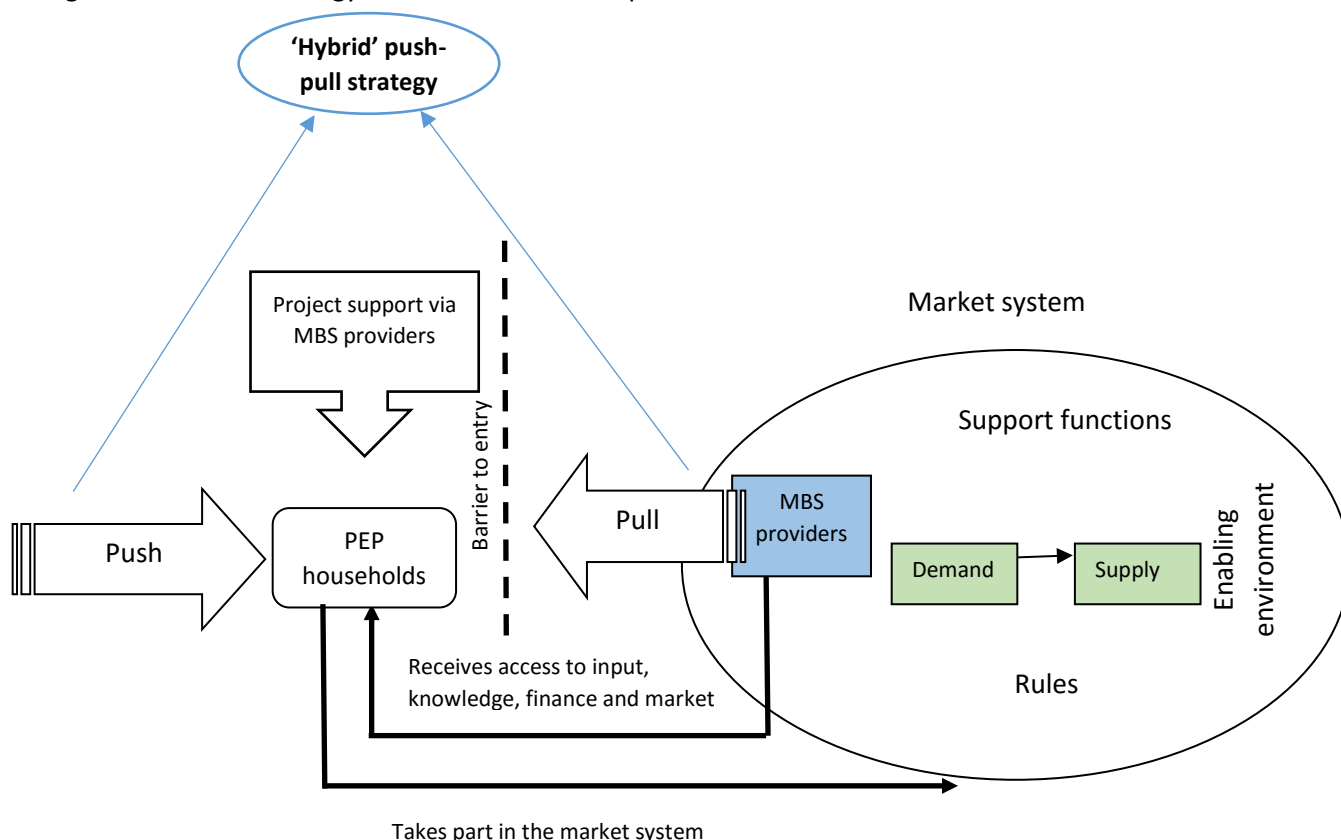 ‘Hybrid’ push-
pull strategy
Project support via
MBS providers
Market system
Barrier to entry
Support functions
Push
PEP
households
Pull
MBS
providers
Demand
Supply
Enabling
environment
Receives access to input,
knowledge, finance and market
Rules
Takes part in the market system